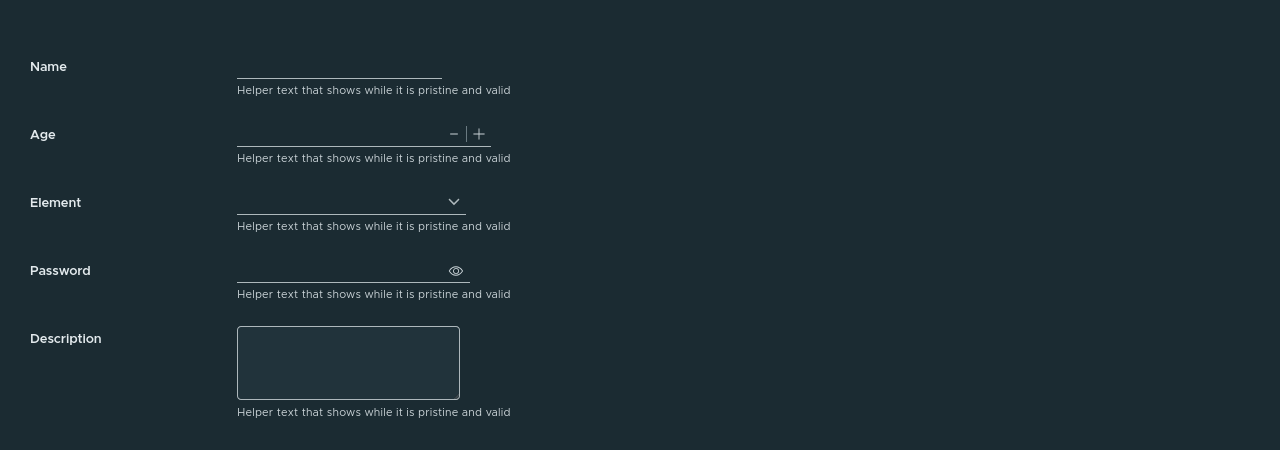 Name
Helper text that shows while it is pristine and valid
Age
Helper text that shows while it is pristine and valid
Element
Helper text that shows while it is pristine and valid
Password
Helper text that shows while it is pristine and valid
Description
Helper text that shows while it is pristine and valid